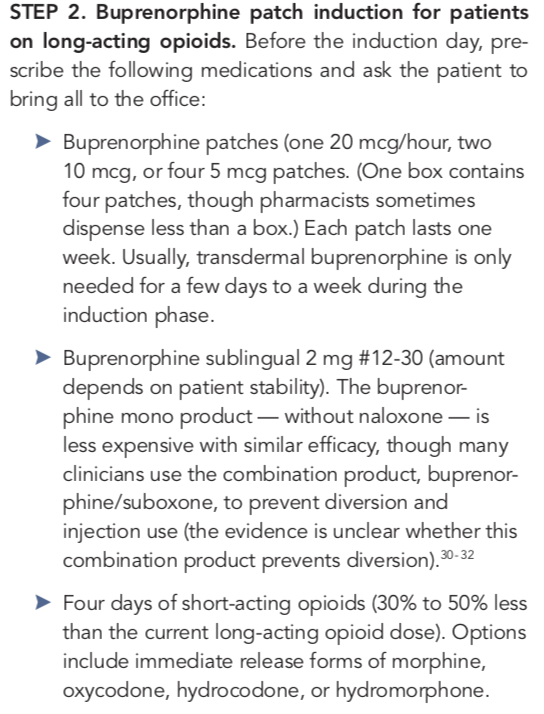 STEP 2. Buprenorphine patch induction for patients
on long-acting opioids. Before the induction day, pre-
scribe the following medications and ask the patient to
bring all to the office:
➤ Buprenorphine patches (one 20 mcg/hour, two
10 mcg, or four 5 mcg patches. (One box contains
four patches, though pharmacists sometimes
dispense less than a box.) Each patch lasts one
week. Usually, transdermal buprenorphine is only
needed for a few days to a week during the
induction phase.
➤ Buprenorphine sublingual 2 mg #12-30 (amount
depends on patient stability). The buprenor-
phine mono product — without naloxone — is
less expensive with similar efficacy, though many
clinicians use the combination product, buprenor-
phine/suboxone, to prevent diversion and
injection use (the evidence is unclear whether this
combination product prevents diversion).30-32
➤ Four days of short-acting opioids (30% to 50% less
than the current long-acting opioid dose). Options
include immediate release forms of morphine,
oxycodone, hydrocodone, or hydromorphone.